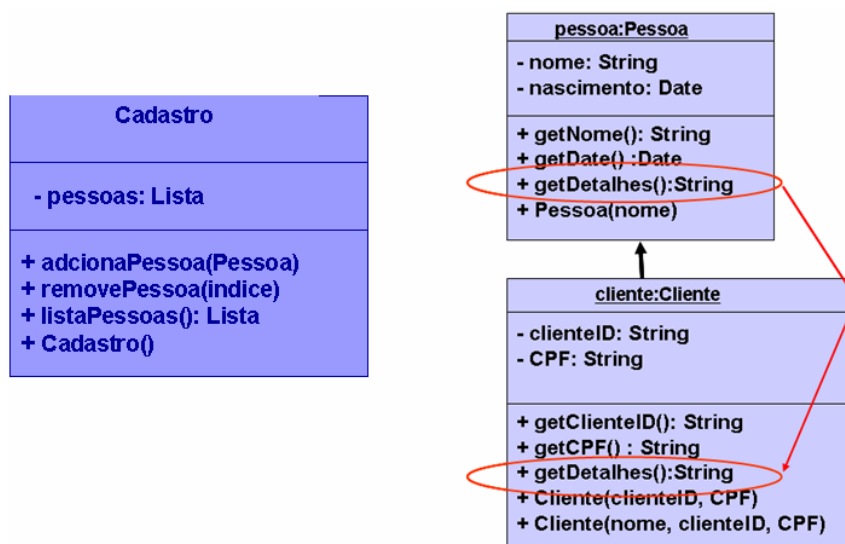 Cadastro
- pessoas: Lista
+ adcionaPessoa(Pessoa)
+ removePessoa(indice)
+ listaPessoas(): Lista
+ Cadastro()
pessoa:Pessoa
- nome: String
- nascimento: Date
+ getNome(): String
+ getDate() :Date
+ getDetalhes():String
+ Pessoa(nome)
cliente:Cliente
- clienteID: String
- CPF: String
+ getClienteID(): String
+ getCPF() : String
+ getDetalhes():String
+ Cliente(clienteID, CPF)
+ Cliente(nome, clienteID, CPF)